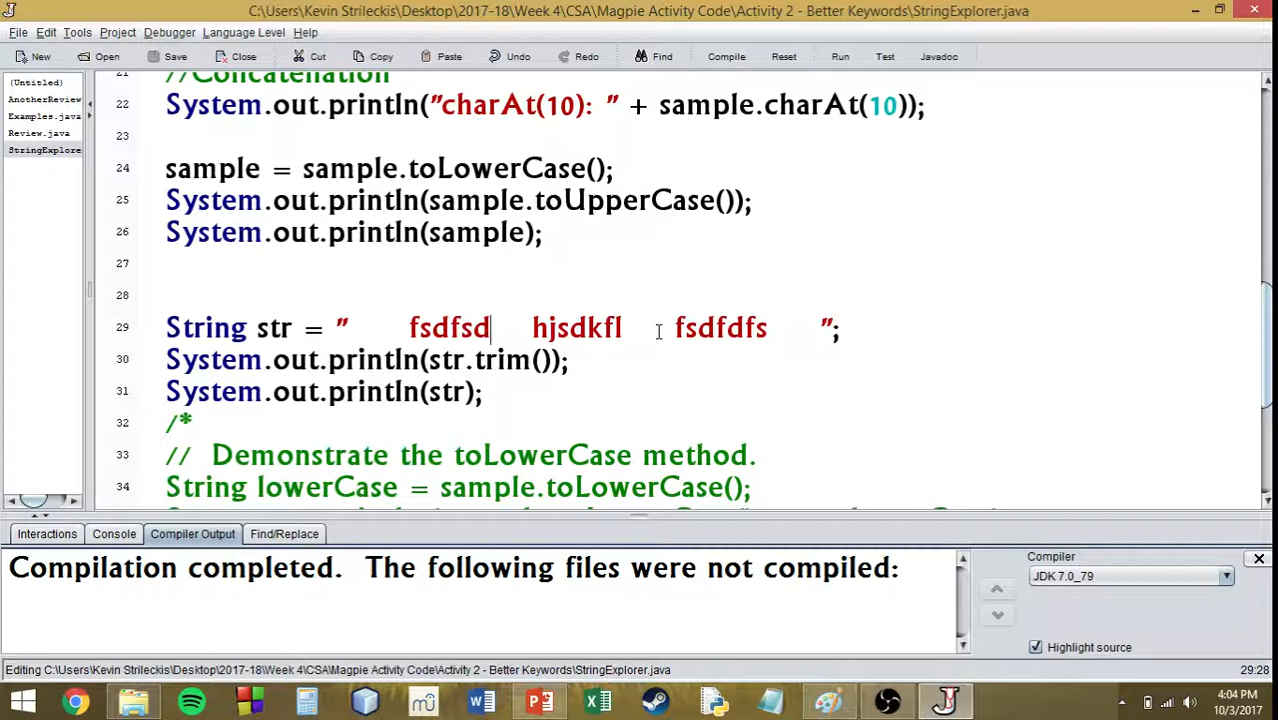 C:\Users\Kevin Strileckis\Desktop\2017-18\Week 4\CSA\Magpie Activity Code\Activity 2 - Better Keywords\StringExplorer.java
File Edit Tools Project Debugger Language Level Help
New Open Save Close Cut Copy Paste Undo Redo Find Compile Reset Run Test Javadoc
(Untitled)
AnotherReview
Examples.java
Review.java
StringExplore
21 //Concatenation
22 System.out.println("charAt(10): " + sample.charAt(10));
23
24 sample = sample.toLowerCase();
25 System.out.println(sample.toUpperCase());
26 System.out.println(sample);
27
28
29 String str = "     fsdfsd    hjsdkfl     fsdfdfs     ";
30 System.out.println(str.trim());
31 System.out.println(str);
32 /*
33 //  Demonstrate the toLowerCase method.
34 String lowerCase = sample.toLowerCase();
Interactions Console Compiler Output Find/Replace
Compilation completed.  The following files were not compiled:
Compiler
JDK 7.0_79
Highlight source
Editing C:\Users\Kevin Strileckis\Desktop\2017-18\Week 4\CSA\Magpie Activity Code\Activity 2 - Better Keywords\StringExplorer.java
29:28
4:04 PM
10/3/2017